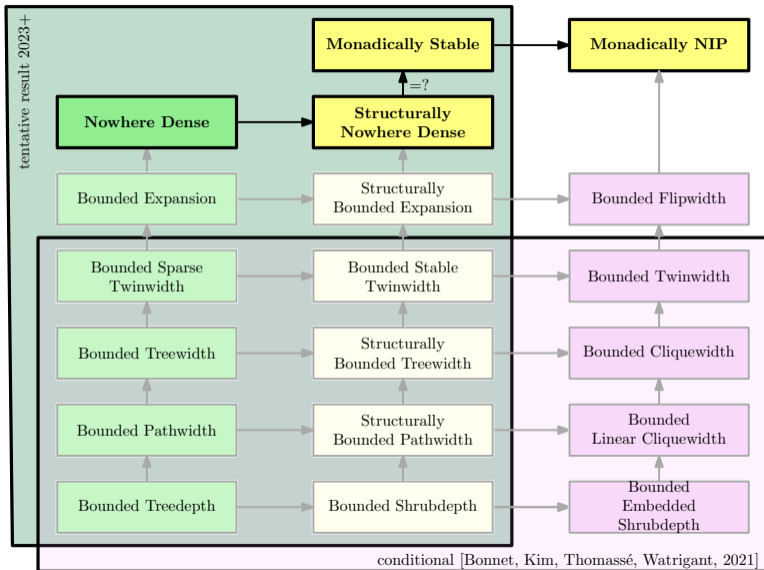 tentative result 2023+
Monadically Stable
Monadically NIP
=?
Nowhere Dense
Structurally
Nowhere Dense
Bounded Expansion
Structurally
Bounded Expansion
Bounded Flipwidth
Bounded Sparse
Twinwidth
Bounded Stable
Twinwidth
Bounded Twinwidth
Bounded Treewidth
Structurally
Bounded Treewidth
Bounded Cliquewidth
Bounded Pathwidth
Structurally
Bounded Pathwidth
Bounded
Linear Cliquewidth
Bounded Treedepth
Bounded Shrubdepth
Bounded
Embedded
Shrubdepth
conditional [Bonnet, Kim, Thomassé, Watrigant, 2021]